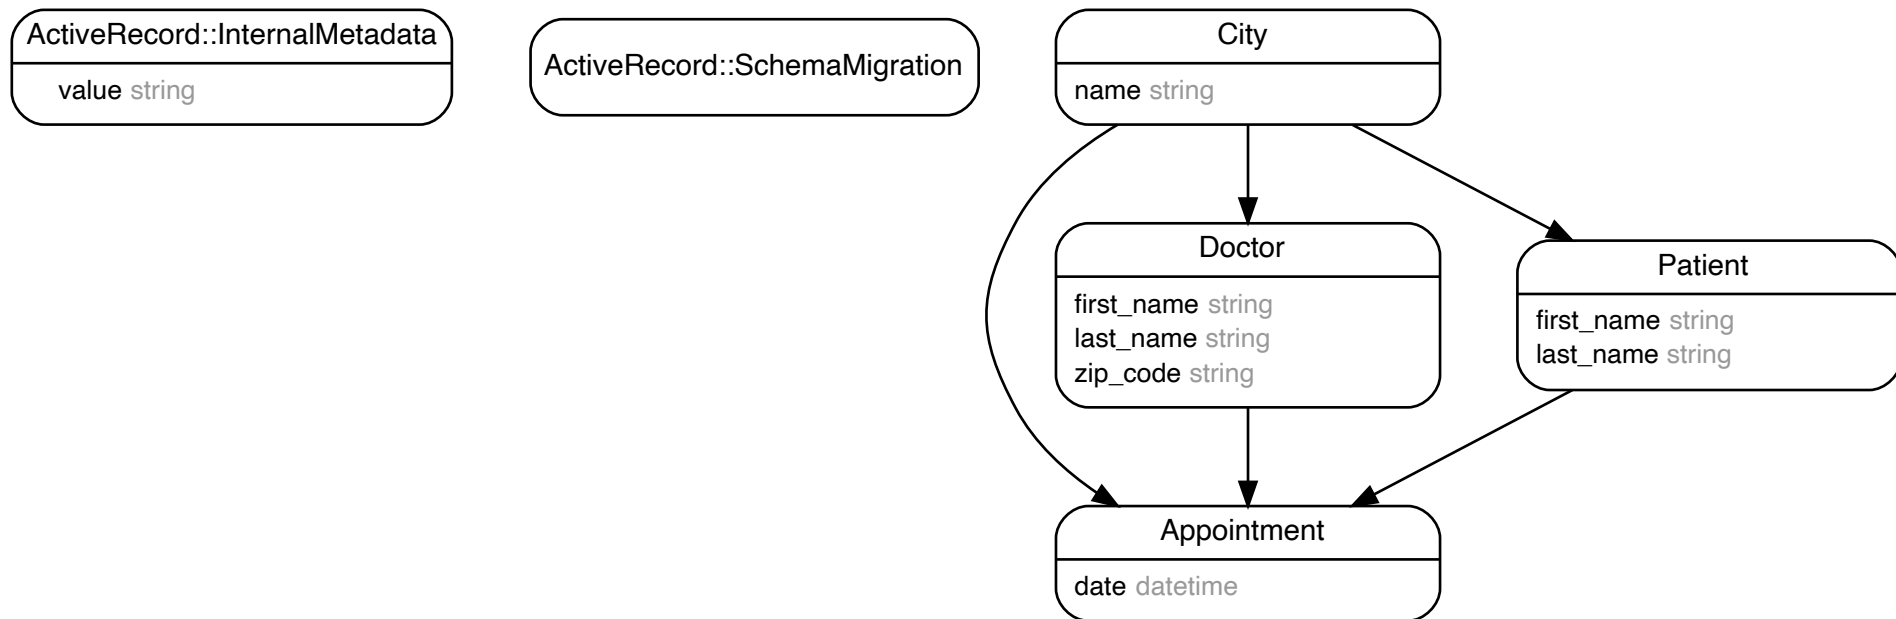 ActiveRecord::InternalMetadata
value string
ActiveRecord::SchemaMigration
City
name string
Doctor
first_name string
last_name string
zip_code string
Patient
first_name string
last_name string
Appointment
date datetime